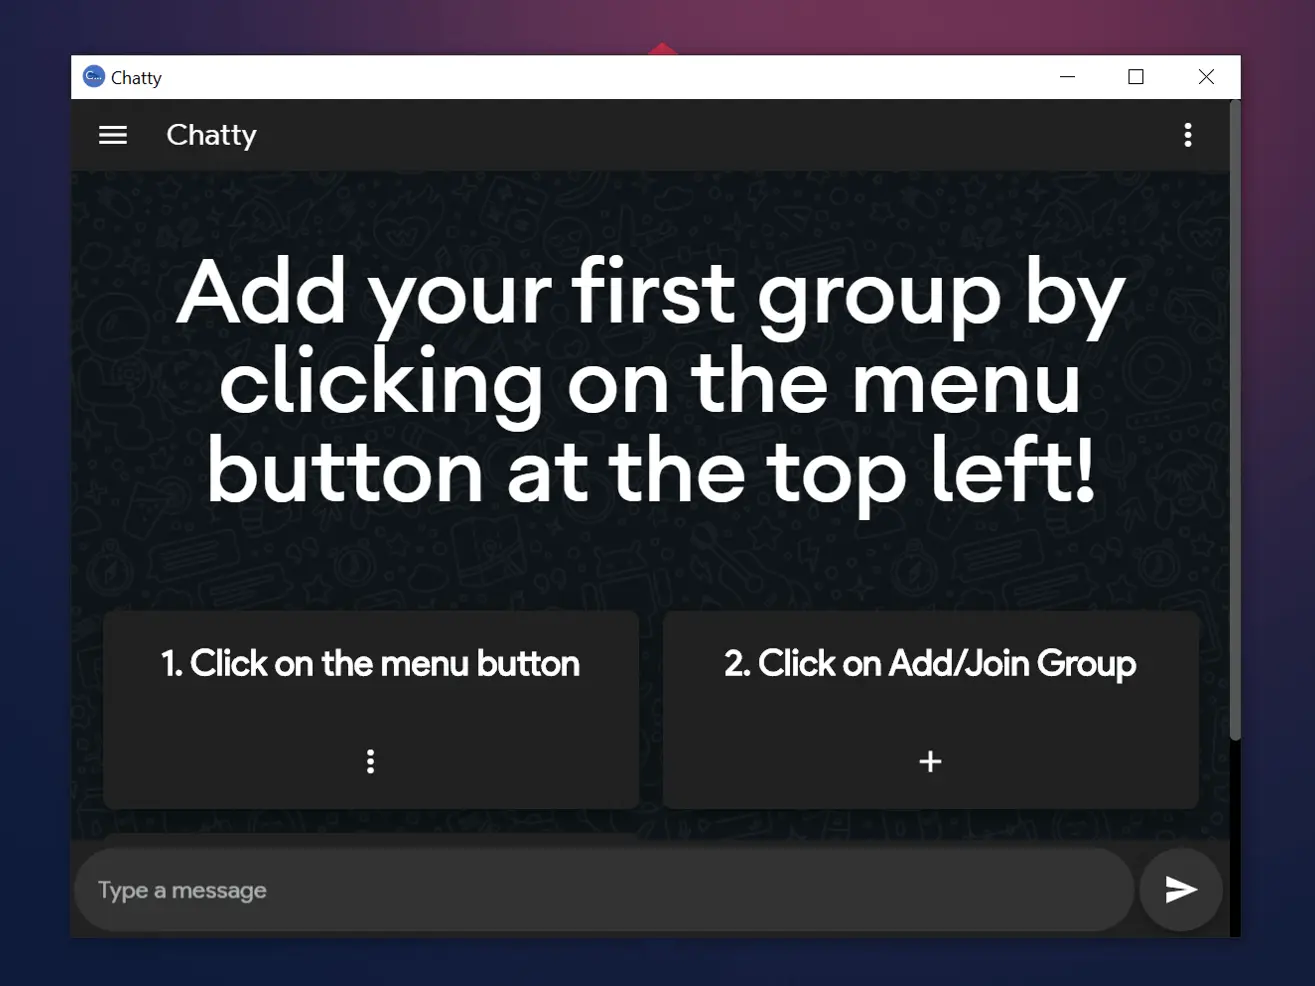 Chatty
Chatty
Add your first group by
clicking on the menu
button at the top left!
1. Click on the menu button
2. Click on Add/Join Group
Type a message